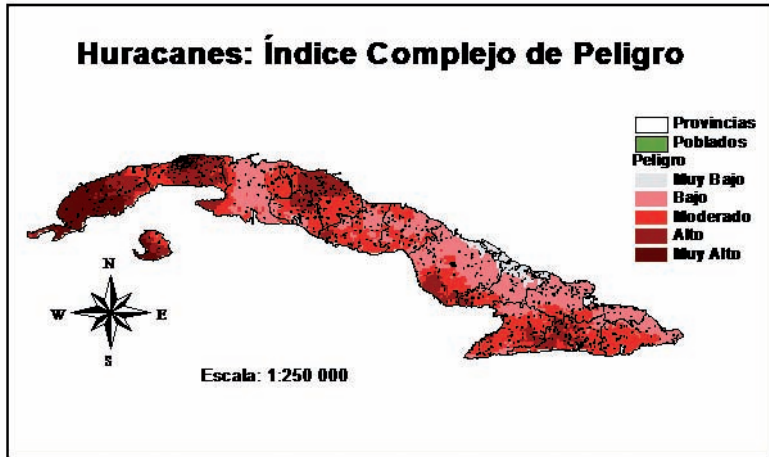 Huracanes: Índice Complejo de Peligro
Provincias
Poblados
Peligro
Muy Bajo
Bajo
Moderado
Alto
Muy Alto
N
W E
S
Escala: 1:250 000